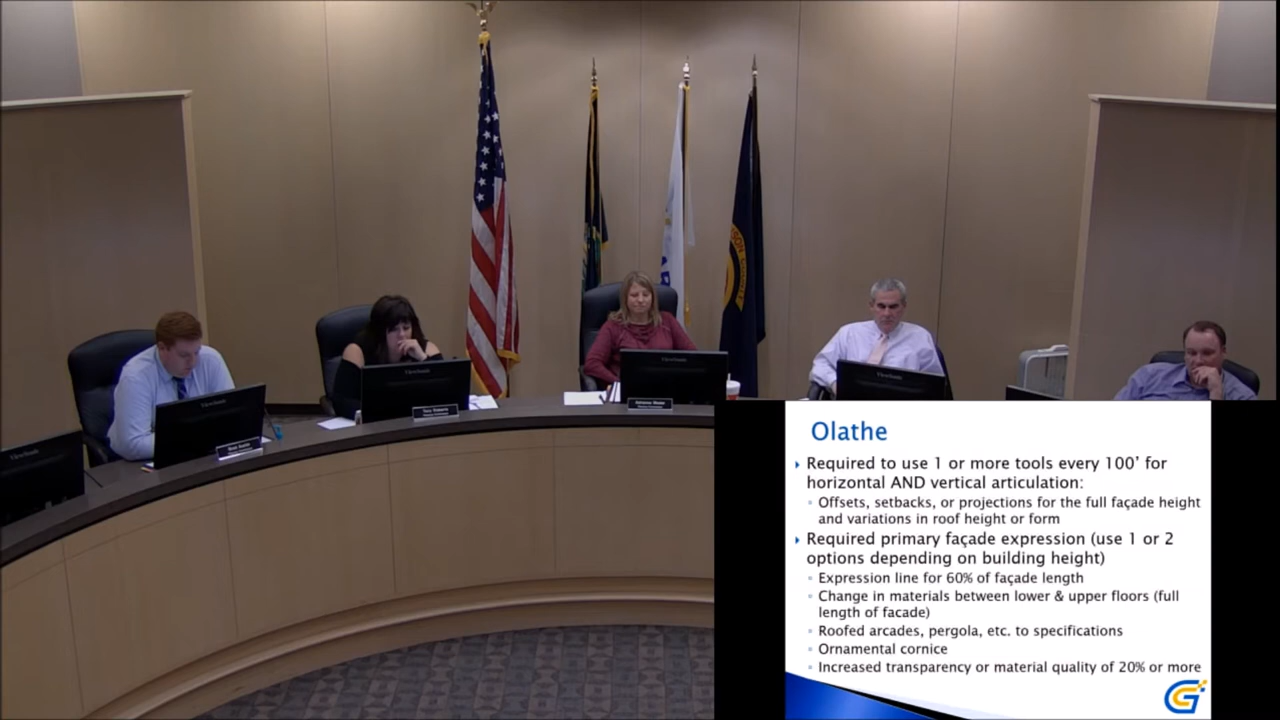 ViewSonic
ViewSonic
ViewSonic
ViewSonic
Olathe
Required to use 1 or more tools every 100' for
horizontal AND vertical articulation:
Offsets, setbacks, or projections for the full façade height
and variations in roof height or form
Required primary façade expression (use 1 or 2
options depending on building height)
Expression line for 60% of façade length
Change in materials between lower & upper floors (full
length of facade)
Roofed arcades, pergola, etc. to specifications
Ornamental cornice
Increased transparency or material quality of 20% or more
G